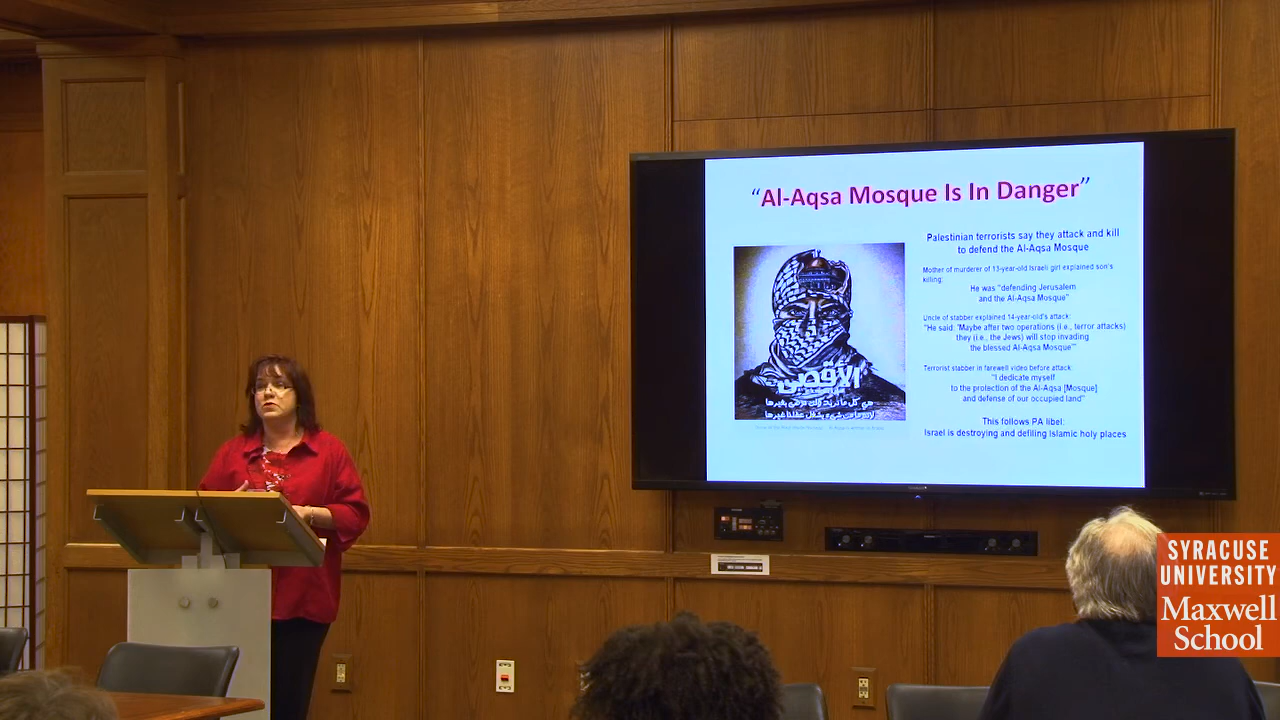 “Al-Aqsa Mosque Is In Danger”
Palestinian terrorists say they attack and kill
to defend the Al-Aqsa Mosque
Mother of murderer of 13-year-old Israeli girl explained son's
killing:
He was "defending Jerusalem
and the Al-Aqsa Mosque"
Uncle of stabber explained 14-year-old's attack:
"He said: 'Maybe after two operations (i.e., terror attacks)
they (i.e., the Jews) will stop invading
the blessed Al-Aqsa Mosque'"
Terrorist stabber in farewell video before attack:
"I dedicate myself
to the protection of the Al-Aqsa [Mosque]
and defense of our occupied land"
This follows PA libel:
Israel is destroying and defiling Islamic holy places
الأقصى
SYRACUSE
UNIVERSITY
Maxwell
School